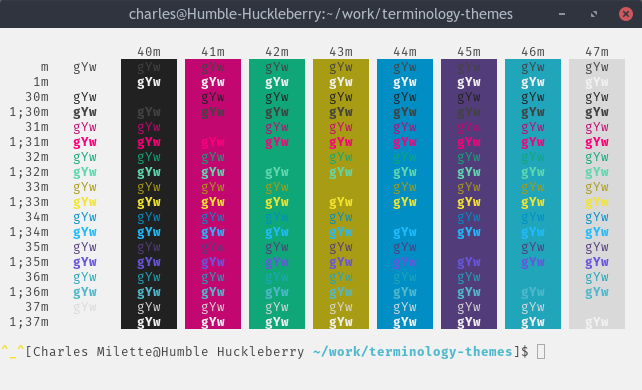 charles@Humble-Huckleberry:~/work/terminology-themes
40m 41m 42m 43m 44m 45m 46m 47m
m gYw gYw gYw gYw gYw gYw gYw gYw gYw
1m gYw gYw gYw gYw gYw gYw gYw gYw
30m gYw gYw gYw gYw gYw gYw gYw gYw
1;30m gYw gYw gYw gYw gYw gYw gYw gYw gYw
31m gYw gYw gYw gYw gYw gYw gYw gYw
1;31m gYw gYw gYw gYw gYw gYw gYw gYw gYw
32m gYw gYw gYw gYw gYw gYw gYw gYw
1;32m gYw gYw gYw gYw gYw gYw gYw gYw gYw
33m gYw gYw gYw gYw gYw gYw gYw gYw
1;33m gYw gYw gYw gYw gYw gYw gYw gYw gYw
34m gYw gYw gYw gYw gYw gYw gYw gYw
1;34m gYw gYw gYw gYw gYw gYw gYw gYw gYw
35m gYw gYw gYw gYw gYw gYw gYw gYw
1;35m gYw gYw gYw gYw gYw gYw gYw gYw gYw
36m gYw gYw gYw gYw gYw gYw gYw gYw
1;36m gYw gYw gYw gYw gYw gYw gYw gYw gYw
37m gYw gYw gYw gYw gYw gYw gYw gYw
1;37m gYw gYw gYw gYw gYw gYw gYw gYw
^_^[Charles Milette@Humble Huckleberry ~/work/terminology-themes]$